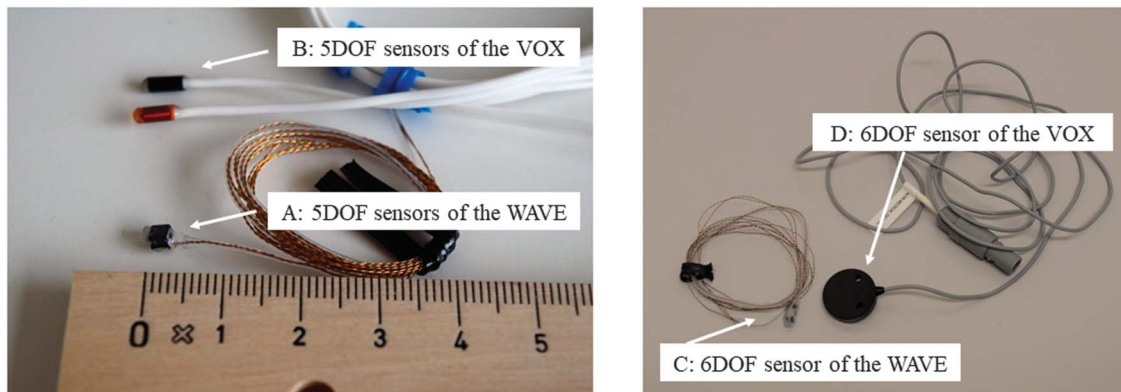 B: 5DOF sensors of the VOX
A: 5DOF sensors of the WAVE
0 1 2 3 4 5
D: 6DOF sensor of the VOX
C: 6DOF sensor of the WAVE